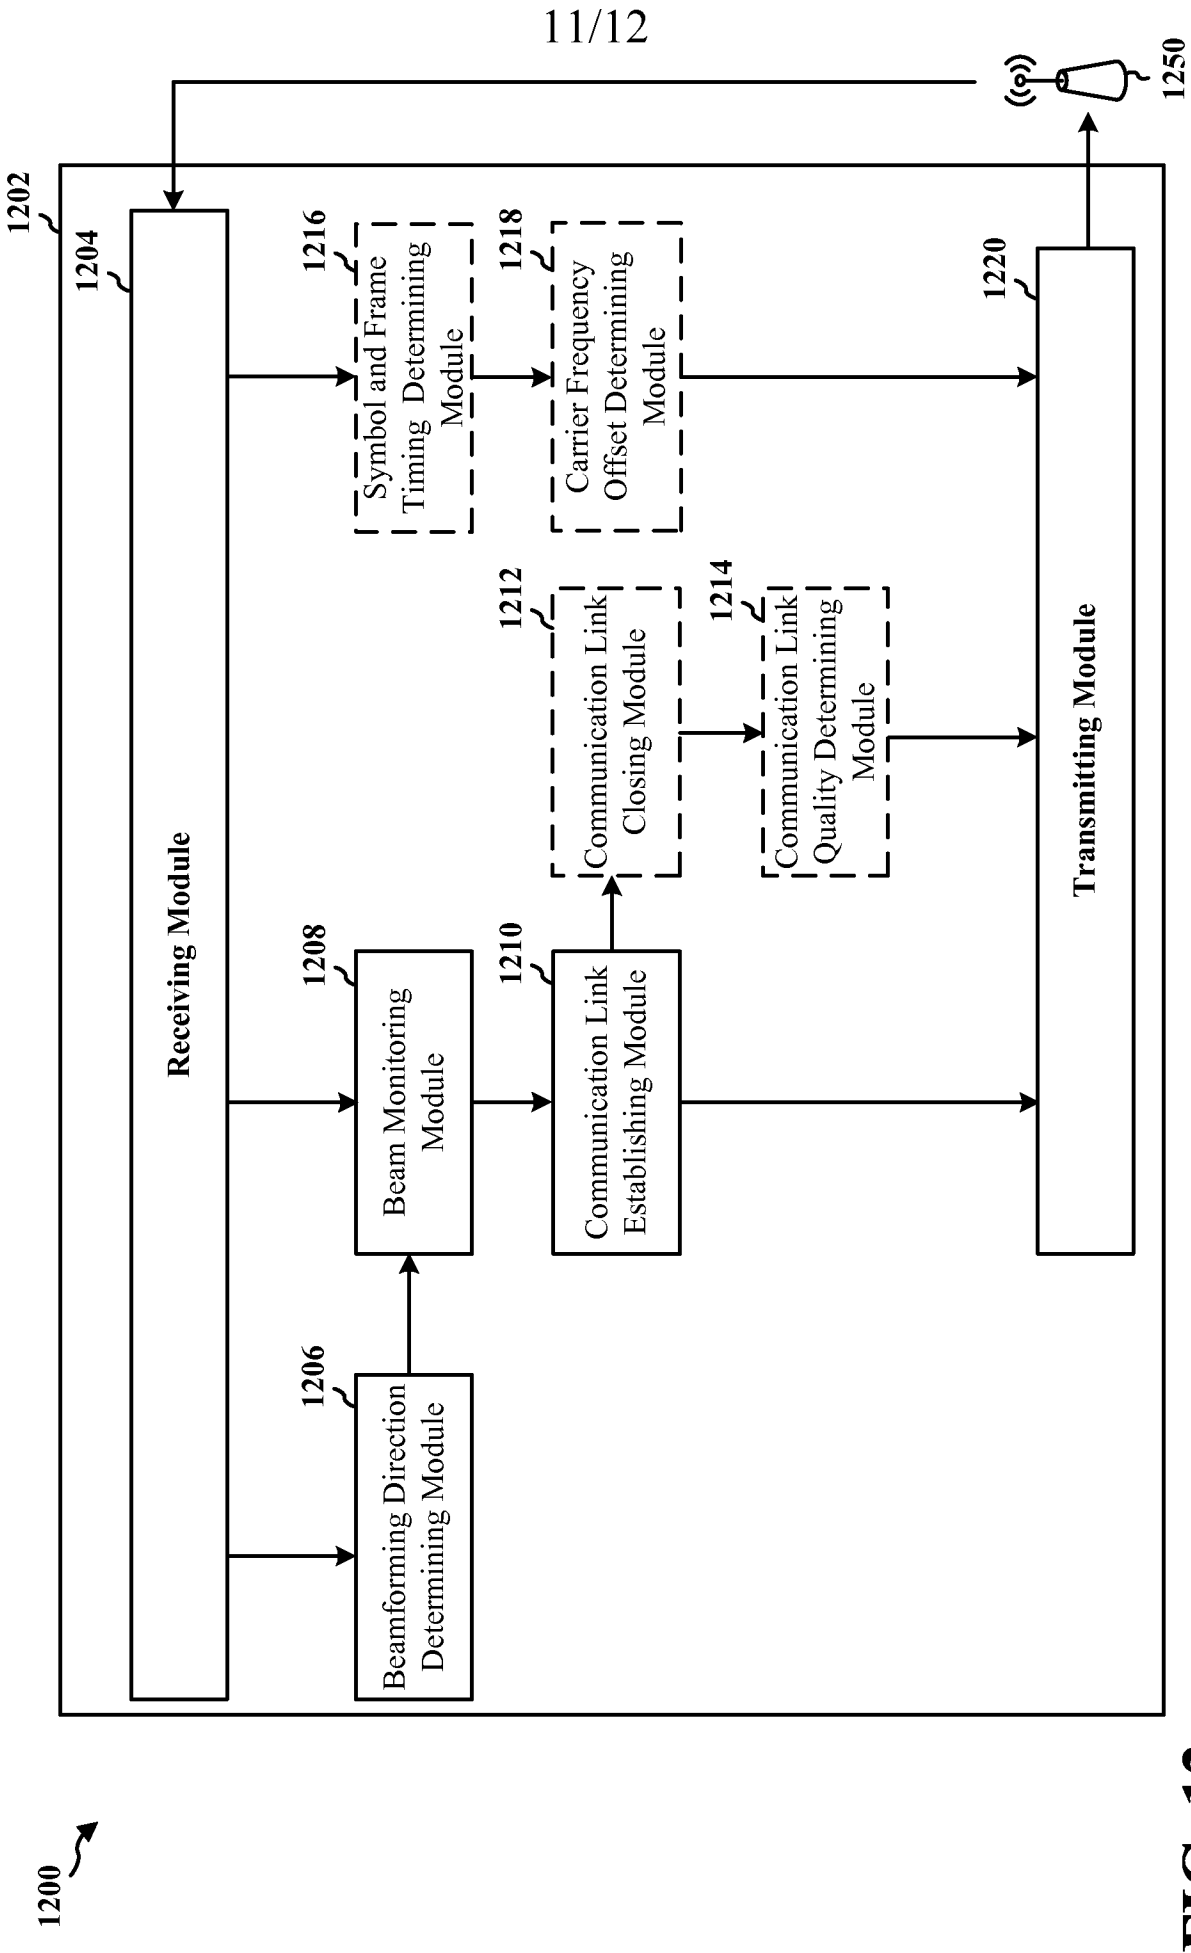 11/12
1200
1202
1204
Receiving Module
1206
Beamforming Direction
Determining Module
1208
Beam Monitoring
Module
1210
Communication Link
Establishing Module
1212
Communication Link
Closing Module
1214
Communication Link
Quality Determining
Module
1216
Symbol and Frame
Timing Determining
Module
1218
Carrier Frequency
Offset Determining
Module
1220
Transmitting Module
1250
FIG.